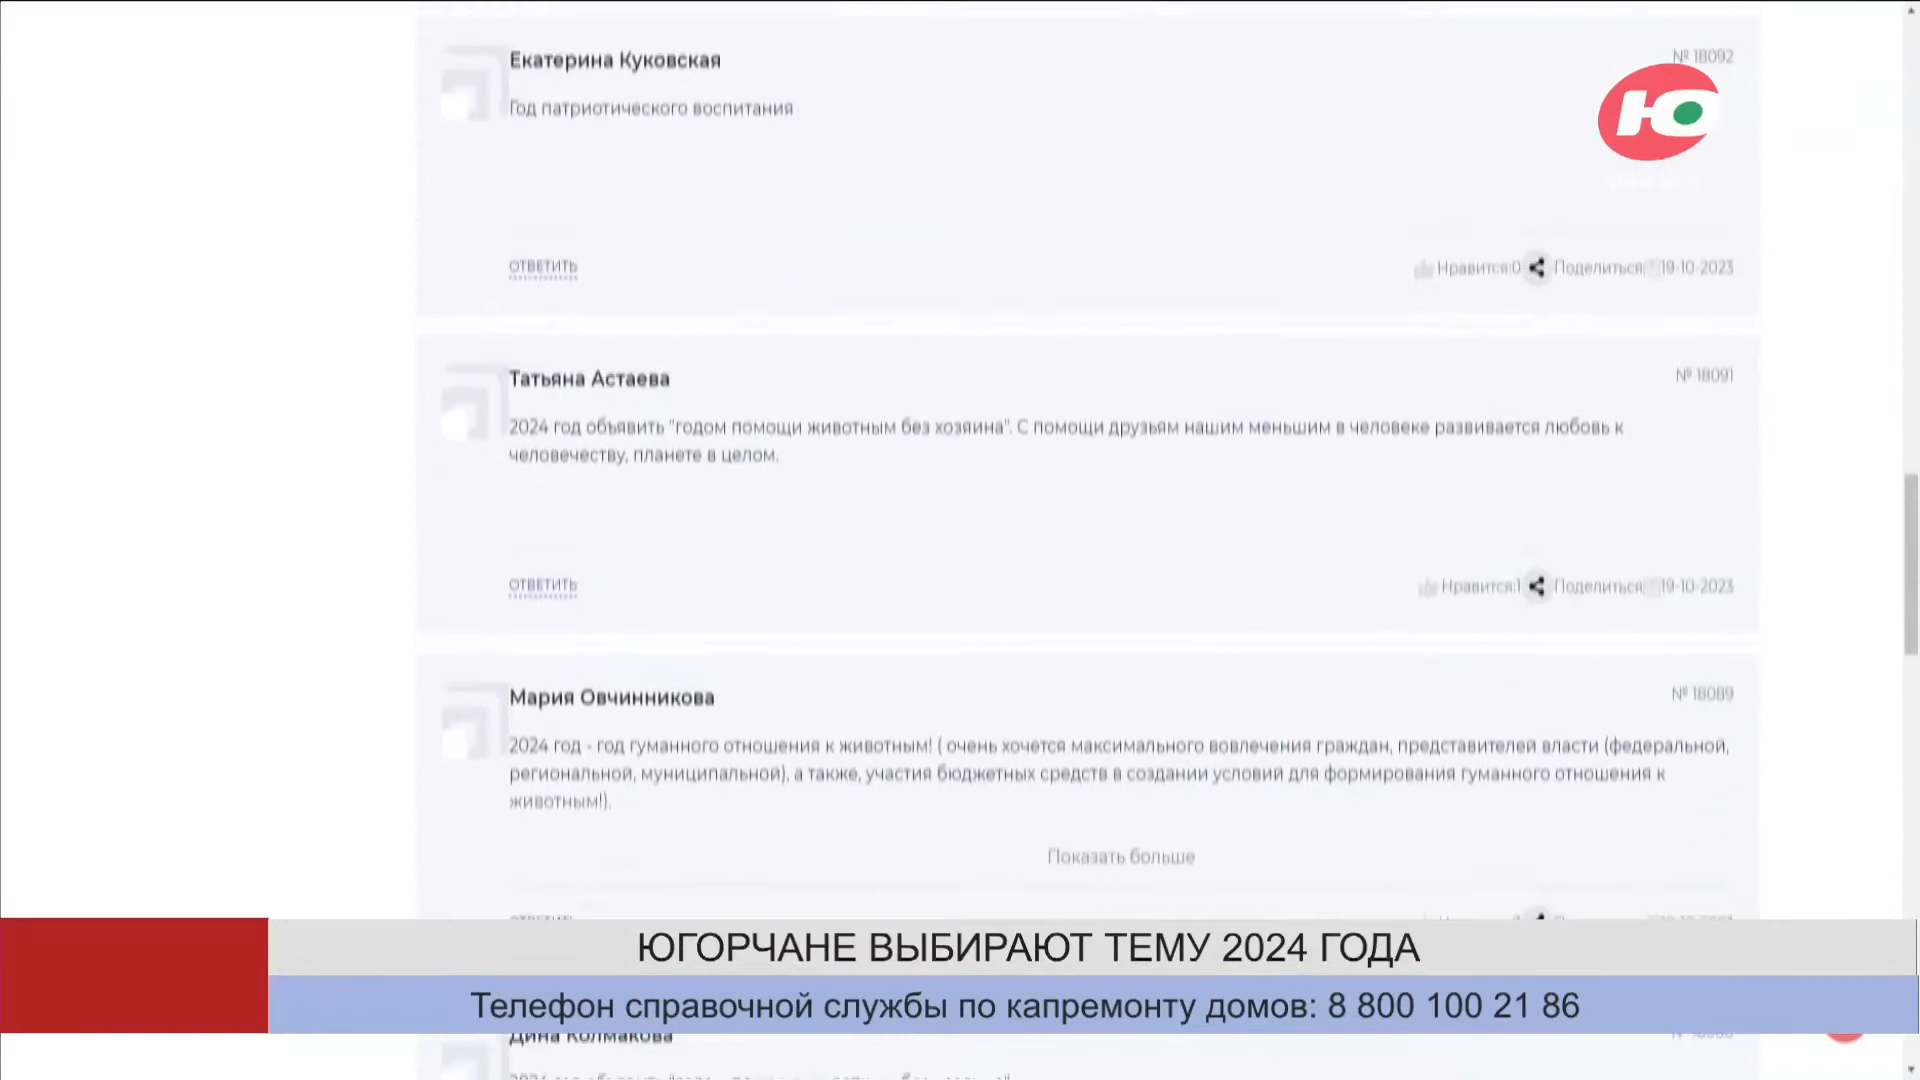 Екатерина Куковская
№ 18092
Год патриотического воспитания
Ю
ОТВЕТИТЬ
Нравится:0 Поделиться 19-10-2023
Татьяна Астаева
№ 18091
2024 год объявить "годом помощи животным без хозяина". С помощи друзьям нашим меньшим в человеке развивается любовь к
человечеству, планете в целом.
ОТВЕТИТЬ
Нравится:1 Поделиться 19-10-2023
Мария Овчинникова
№ 18089
2024 год - год гуманного отношения к животным! ( очень хочется максимального вовлечения граждан, представителей власти (федеральной,
региональной, муниципальной), а также, участия бюджетных средств в создании условий для формирования гуманного отношения к
животным!).
Показать больше
ЮГОРЧАНЕ ВЫБИРАЮТ ТЕМУ 2024 ГОДА
Телефон справочной службы по капремонту домов: 8 800 100 21 86
Дина Колмакова